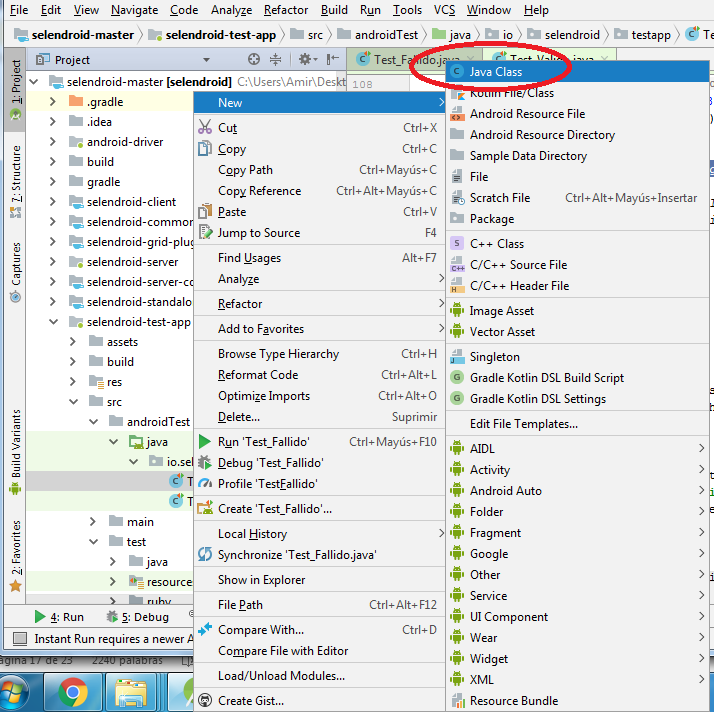 File Edit View Navigate Code Analyze Refactor Build Run Tools VCS Window Help
selendroid-master selendroid-test-app src androidTest java io selendroid testapp
Project
Test_Fallido.java
1: Project
7: Structure
Captures
Build Variants
2: Favorites
selendroid-master [selendroid] C:\Users\Amir\Deskt
.gradle
.idea
android-driver
build
gradle
selendroid-client
selendroid-common
selendroid-grid-plug
selendroid-server
selendroid-server-co
selendroid-standalo
selendroid-test-app
assets
build
res
src
androidTest
java
io.sel
T
T
main
test
java
resource
ruby
4: Run 5: Debug
Instant Run requires a newer A
108
New
Cut Ctrl+X
Copy Ctrl+C
Copy Path Ctrl+Mayús+C
Copy Reference Ctrl+Alt+Mayús+C
Paste Ctrl+V
Jump to Source F4
Find Usages Alt+F7
Analyze
Refactor
Add to Favorites
Browse Type Hierarchy Ctrl+H
Reformat Code Ctrl+Alt+L
Optimize Imports Ctrl+Alt+O
Delete... Suprimir
Run 'Test_Fallido' Ctrl+Mayús+F10
Debug 'Test_Fallido'
Profile 'TestFallido'
Create 'Test_Fallido'...
Local History
Synchronize 'Test_Fallido.java'
Show in Explorer
File Path Ctrl+Alt+F12
Compare With... Ctrl+D
Compare File with Editor
Load/Unload Modules...
Create Gist...
Java Class
Kotlin File/Class
Android Resource File
Android Resource Directory
Sample Data Directory
File
Scratch File Ctrl+Alt+Mayús+Insertar
Package
C++ Class
C/C++ Source File
C/C++ Header File
Image Asset
Vector Asset
Singleton
Gradle Kotlin DSL Build Script
Gradle Kotlin DSL Settings
Edit File Templates...
AIDL
Activity
Android Auto
Folder
Fragment
Google
Other
Service
UI Component
Wear
Widget
XML
Resource Bundle
ágina 17 de 23 2240 palabras